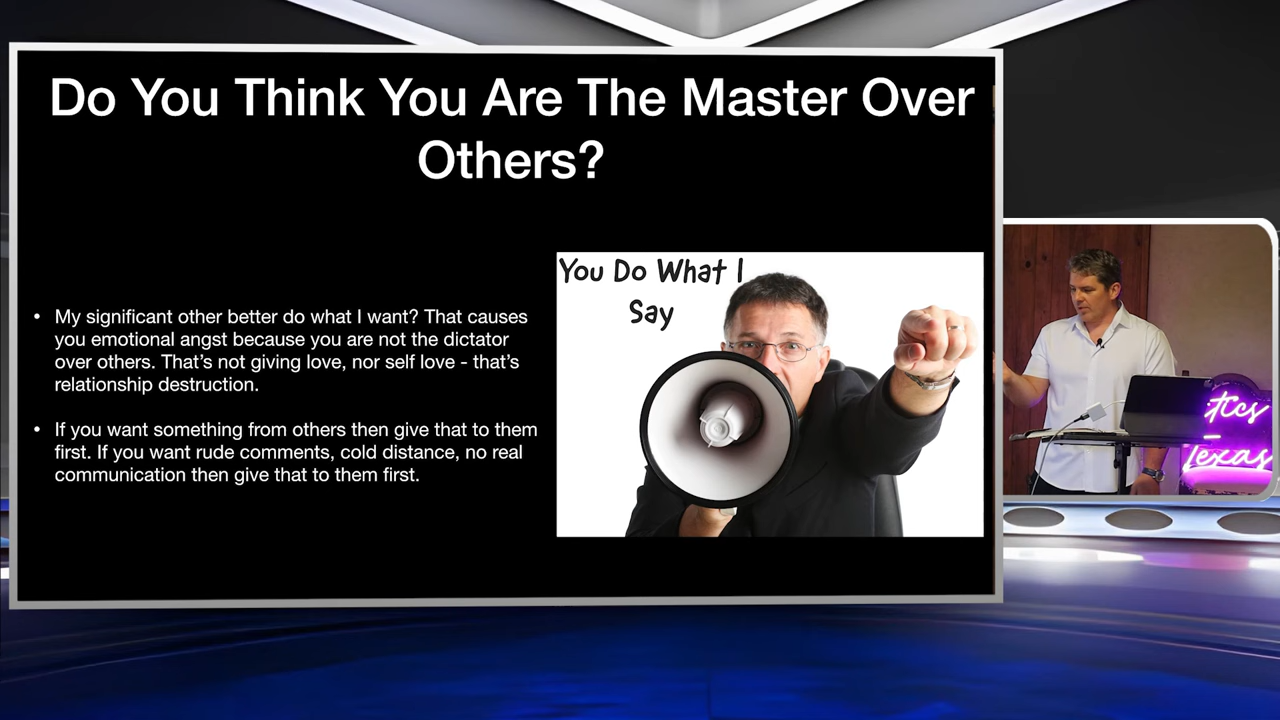 Do You Think You Are The Master Over
Others?
• My significant other better do what I want? That causes
you emotional angst because you are not the dictator
over others. That’s not giving love, nor self love - that’s
relationship destruction.
• If you want something from others then give that to them
first. If you want rude comments, cold distance, no real
communication then give that to them first.
You Do What I
Say
Texas